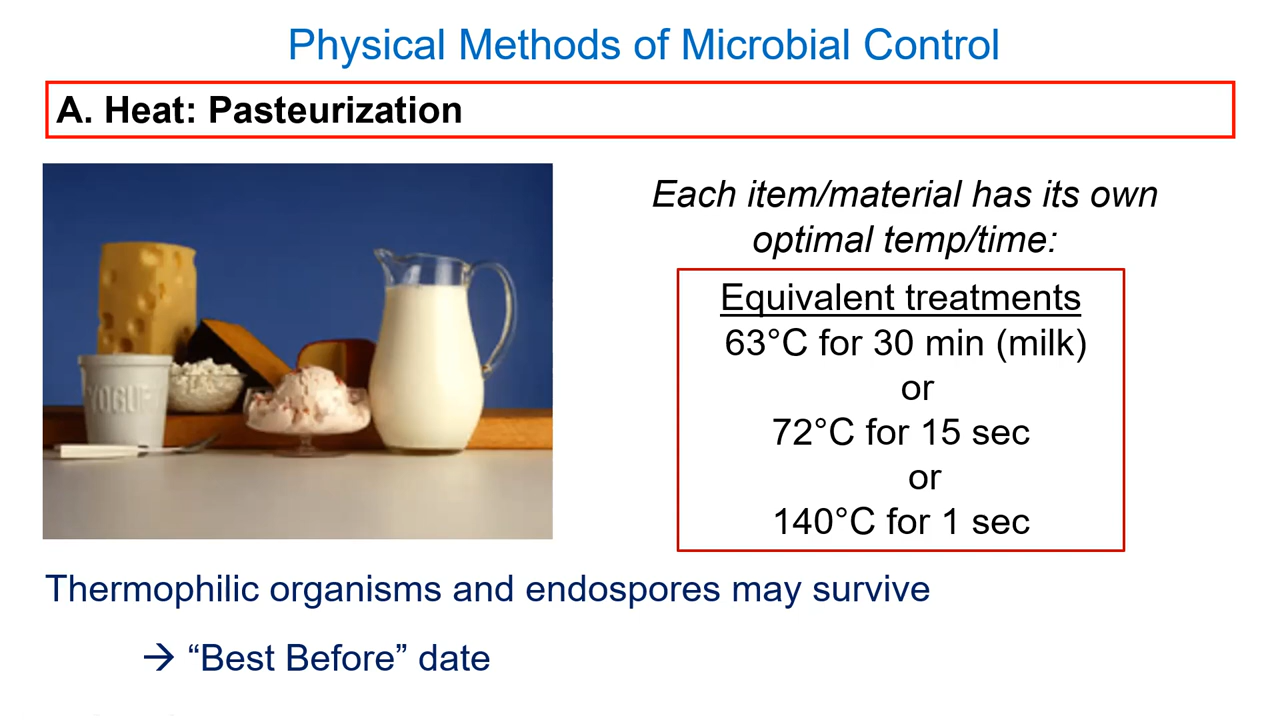 Physical Methods of Microbial Control
A. Heat: Pasteurization
YOGUR
Each item/material has its own
optimal temp/time:
Equivalent treatments
63°C for 30 min (milk)
or
72°C for 15 sec
or
140°C for 1 sec
Thermophilic organisms and endospores may survive
→ “Best Before” date